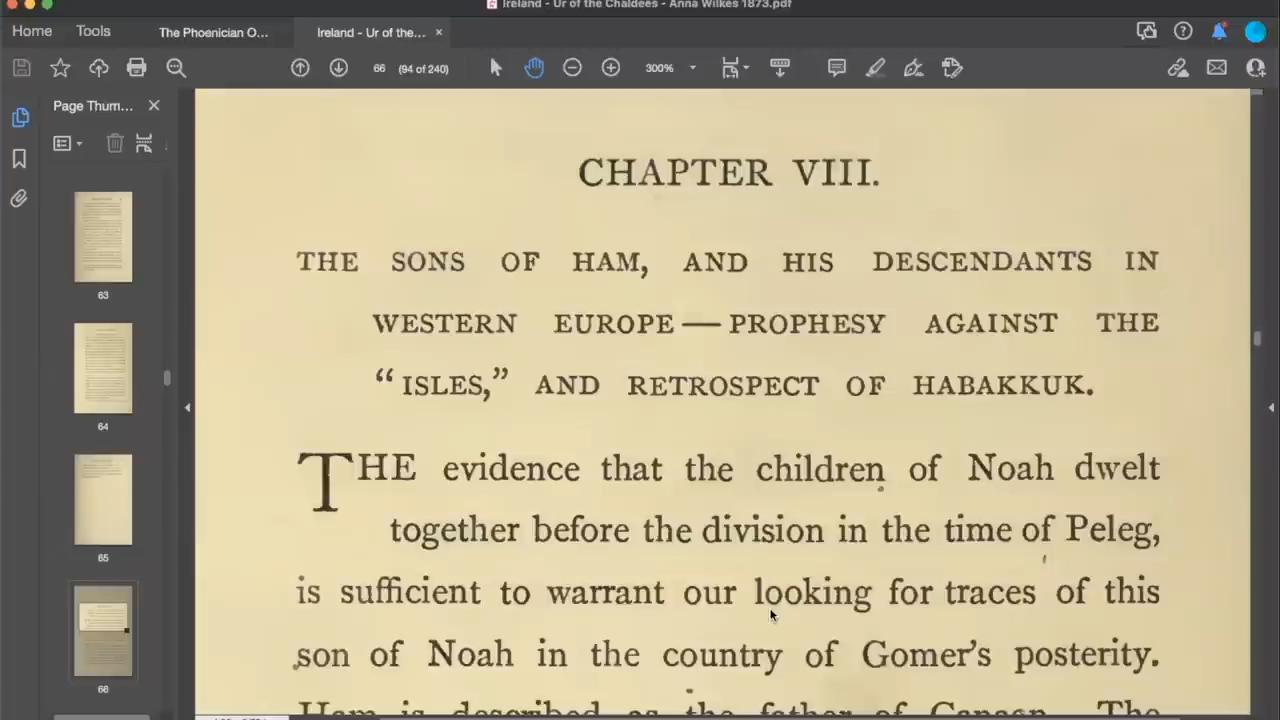 Ireland - Ur of the Chaldees - Anna Wilkes 1873.pdf
Home Tools The Phoenician O... Ireland - Ur of the... ×
66 (94 of 240) 300%
Page Thum... ×
63
64
65
66
CHAPTER VIII.
THE SONS OF HAM, AND HIS DESCENDANTS IN
WESTERN EUROPE — PROPHESY AGAINST THE
“ISLES,” AND RETROSPECT OF HABAKKUK.
THE evidence that the children of Noah dwelt
together before the division in the time of Peleg,
is sufficient to warrant our looking for traces of this
son of Noah in the country of Gomer's posterity.
Ham is described as the father of Canaan. The